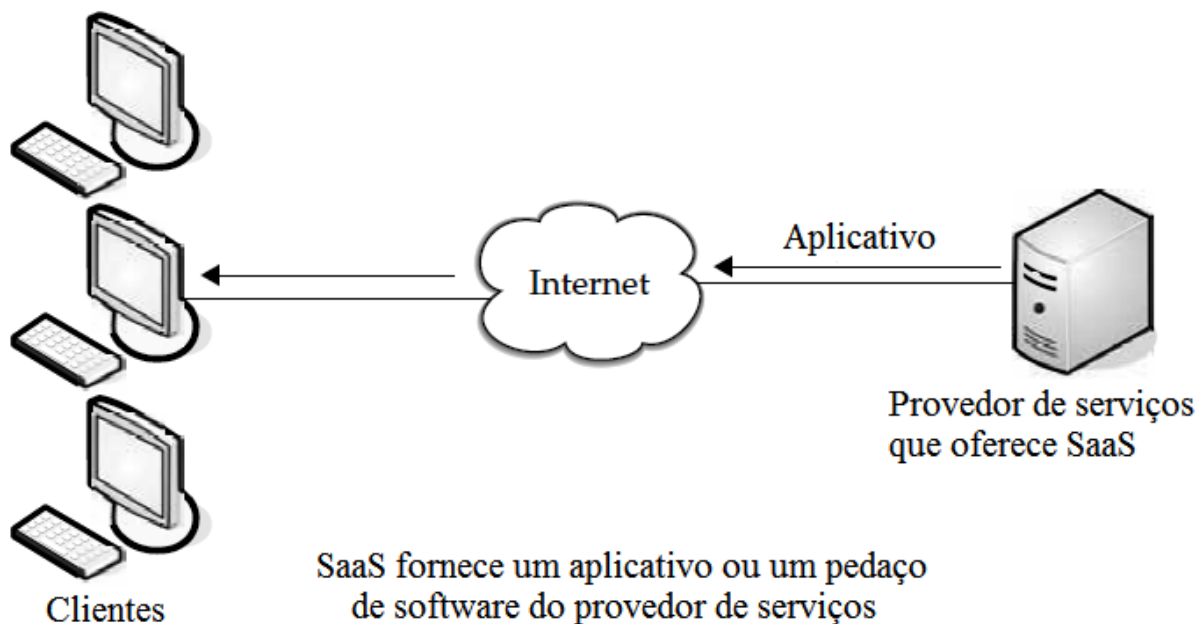 Aplicativo
Internet
Provedor de serviços
que oferece SaaS
SaaS fornece um aplicativo ou um pedaço
de software do provedor de serviços
Clientes